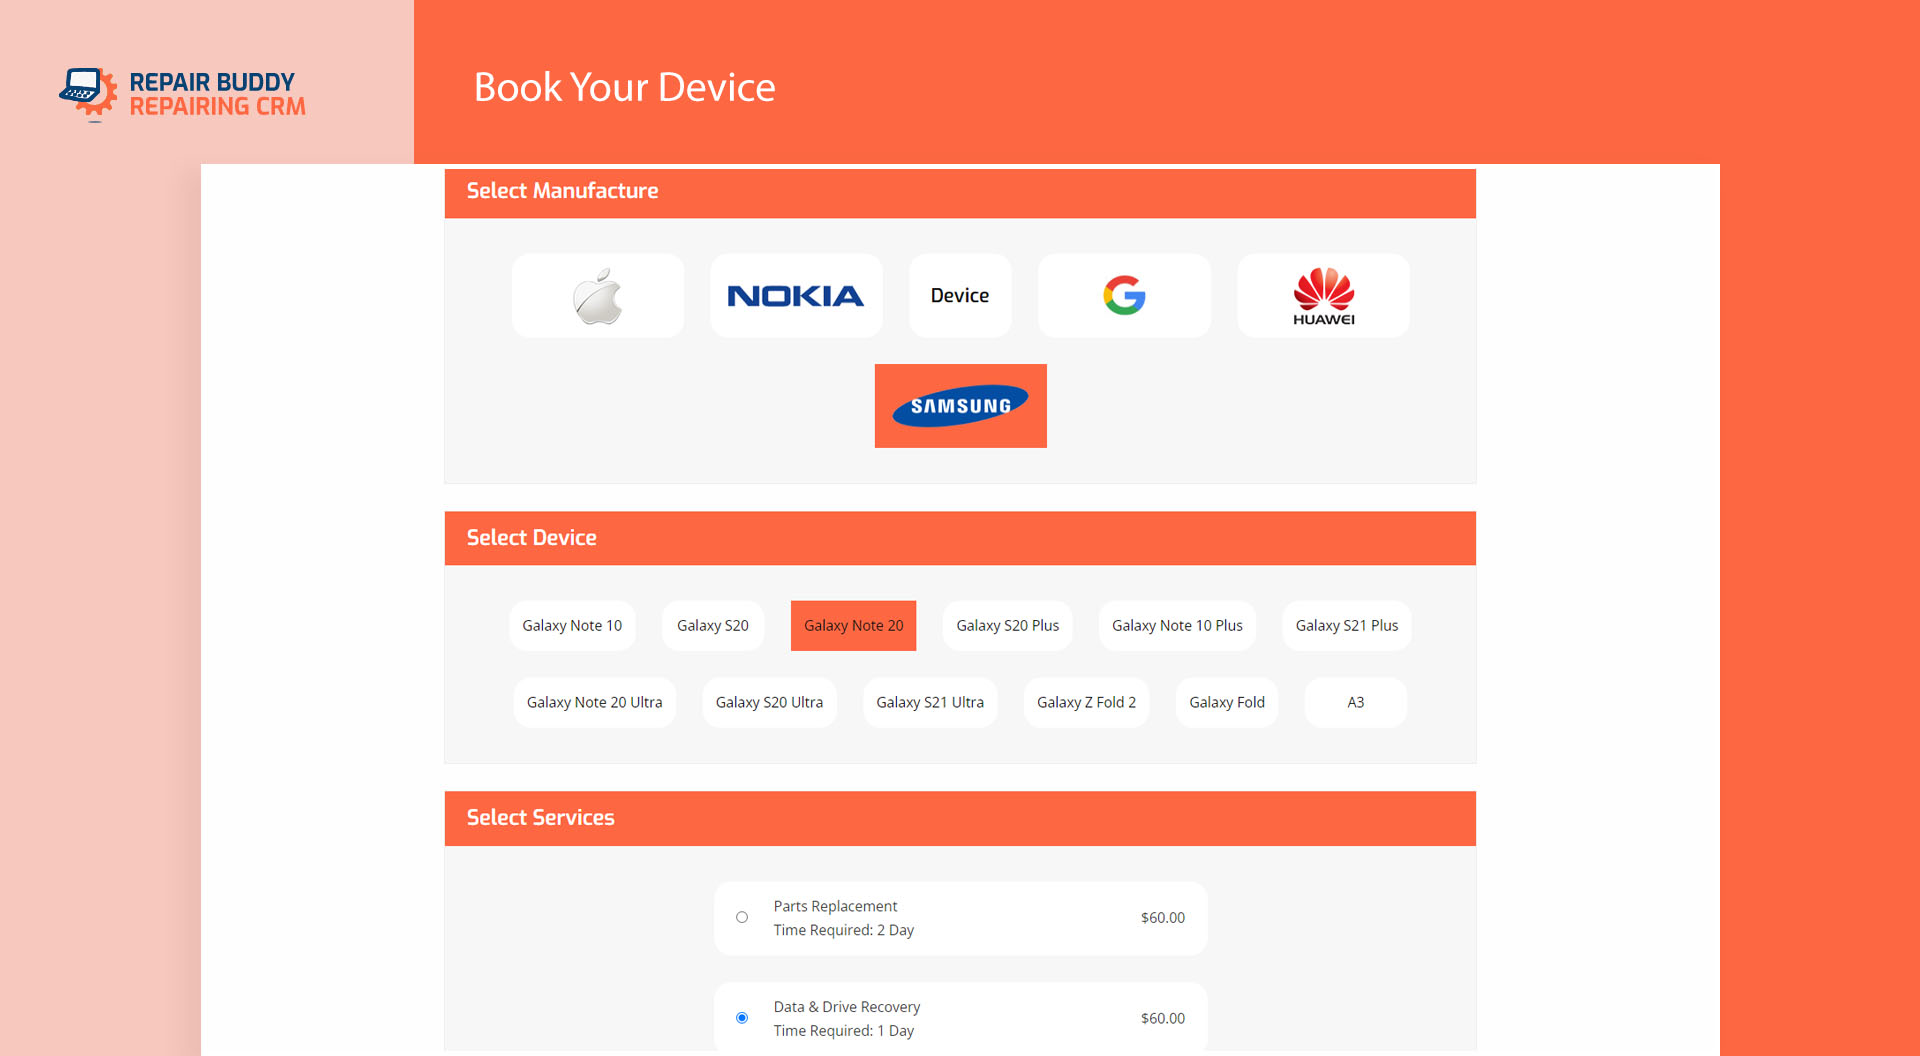 REPAIR BUDDY
REPAIRING CRM
Book Your Device
Select Manufacture
NOKIA
Device
G
HUAWEI
SAMSUNG
Select Device
Galaxy Note 10
Galaxy S20
Galaxy Note 20
Galaxy S20 Plus
Galaxy Note 10 Plus
Galaxy S21 Plus
Galaxy Note 20 Ultra
Galaxy S20 Ultra
Galaxy S21 Ultra
Galaxy Z Fold 2
Galaxy Fold
A3
Select Services
Parts Replacement
Time Required: 2 Day
$60.00
Data & Drive Recovery
Time Required: 1 Day
$60.00